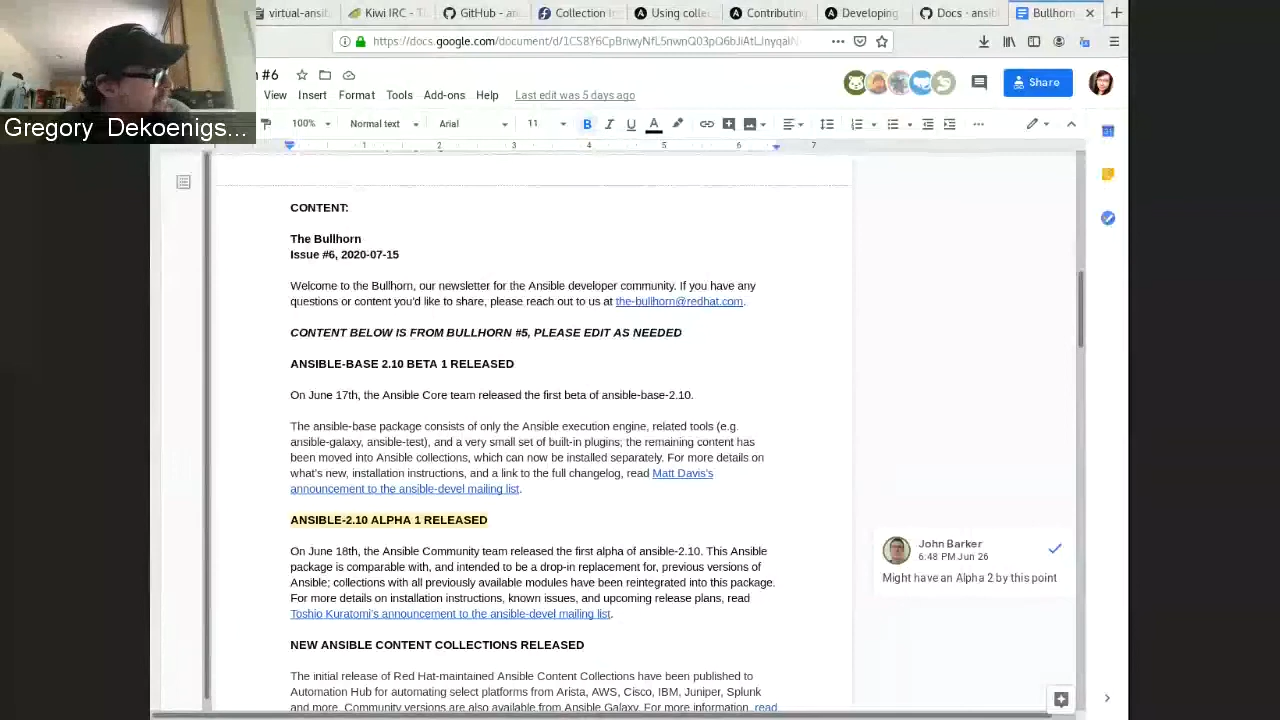 virtual-ansib
Kiwi IRC - T
GitHub - an
Collection I
Using colle
Contributing
Developing
Docs - ansib
Bullhorn
https://docs.google.com/document/d/
n #6
Share
View Insert Format Tools Add-ons Help Last edit was 5 days ago
100% Normal text Arial 11 B I U A
1 2 3 4 5 6 7
Gregory Dekoenigs...
CONTENT:
The Bullhorn
Issue #6, 2020-07-15
Welcome to the Bullhorn, our newsletter for the Ansible developer community. If you have any
questions or content you'd like to share, please reach out to us at the-bullhorn@redhat.com.
CONTENT BELOW IS FROM BULLHORN #5, PLEASE EDIT AS NEEDED
ANSIBLE-BASE 2.10 BETA 1 RELEASED
On June 17th, the Ansible Core team released the first beta of ansible-base-2.10.
The ansible-base package consists of only the Ansible execution engine, related tools (e.g.
ansible-galaxy, ansible-test), and a very small set of built-in plugins; the remaining content has
been moved into Ansible collections, which can now be installed separately. For more details on
what's new, installation instructions, and a link to the full changelog, read Matt Davis's
announcement to the ansible-devel mailing list.
ANSIBLE-2.10 ALPHA 1 RELEASED
On June 18th, the Ansible Community team released the first alpha of ansible-2.10. This Ansible
package is comparable with, and intended to be a drop-in replacement for, previous versions of
Ansible; collections with all previously available modules have been reintegrated into this package.
For more details on installation instructions, known issues, and upcoming release plans, read
Toshio Kuratomi's announcement to the ansible-devel mailing list.
John Barker
6:48 PM Jun 26
Might have an Alpha 2 by this point
NEW ANSIBLE CONTENT COLLECTIONS RELEASED
The initial release of Red Hat-maintained Ansible Content Collections have been published to
Automation Hub for automating select platforms from Arista, AWS, Cisco, IBM, Juniper, Splunk
and more. Community versions are also available from Ansible Galaxy. For more information, read